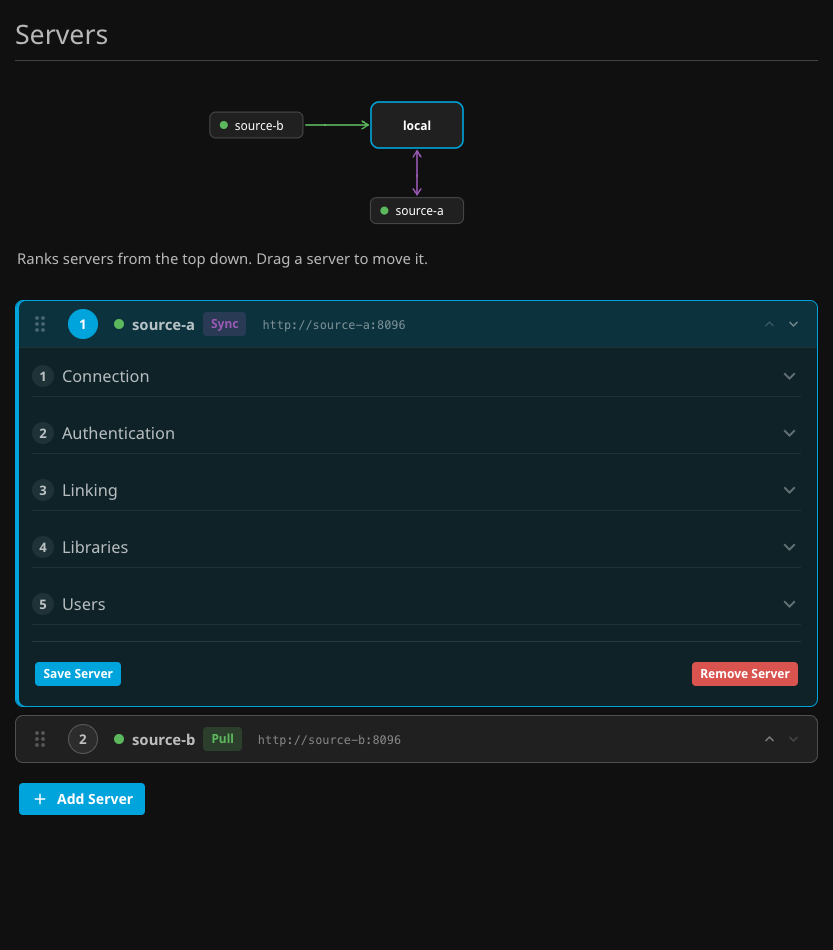 Servers
source-b
local
source-a
Ranks servers from the top down. Drag a server to move it.
1 source-a Sync http://source-a:8096
1 Connection
2 Authentication
3 Linking
4 Libraries
5 Users
Save Server Remove Server
2 source-b Pull http://source-b:8096
+ Add Server